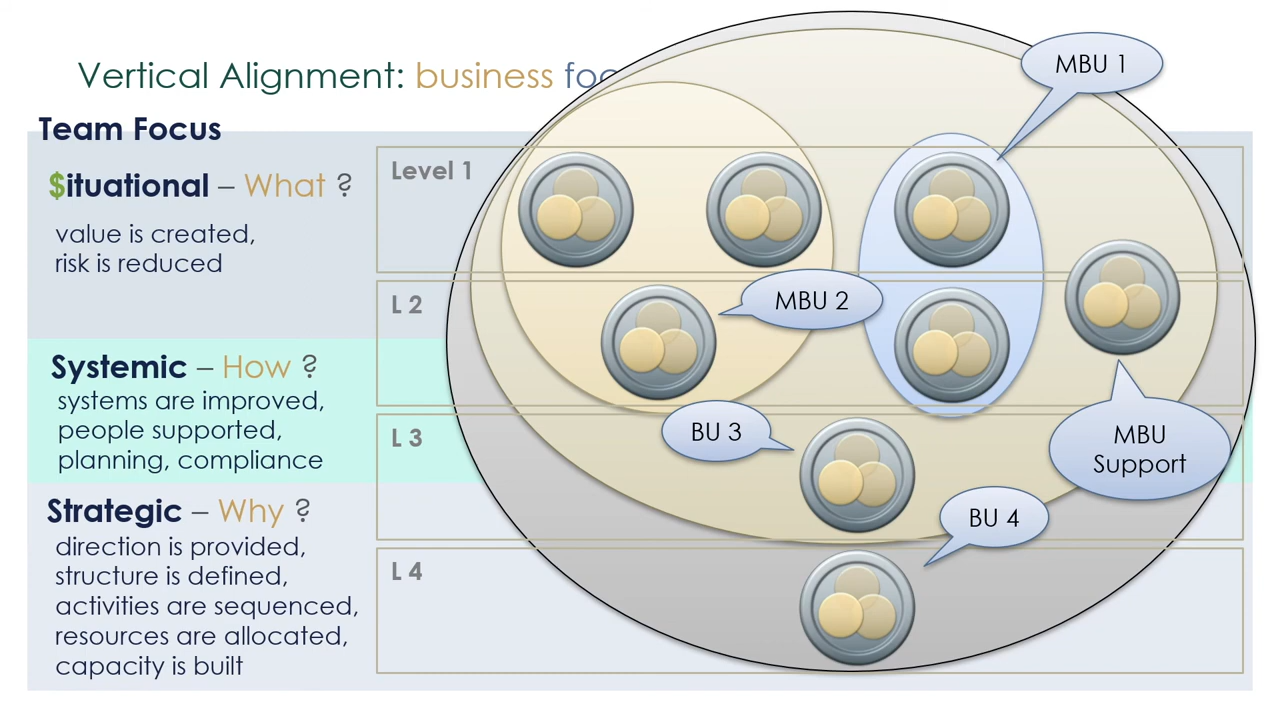 Vertical Alignment: business
Team Focus
$ituational – What ?
value is created,
risk is reduced
Systemic – How ?
systems are improved,
people supported,
planning, compliance
Strategic – Why ?
direction is provided,
structure is defined,
activities are sequenced,
resources are allocated,
capacity is built
Level 1
L 2
L 3
L 4
MBU 1
MBU 2
BU 3
MBU
Support
BU 4